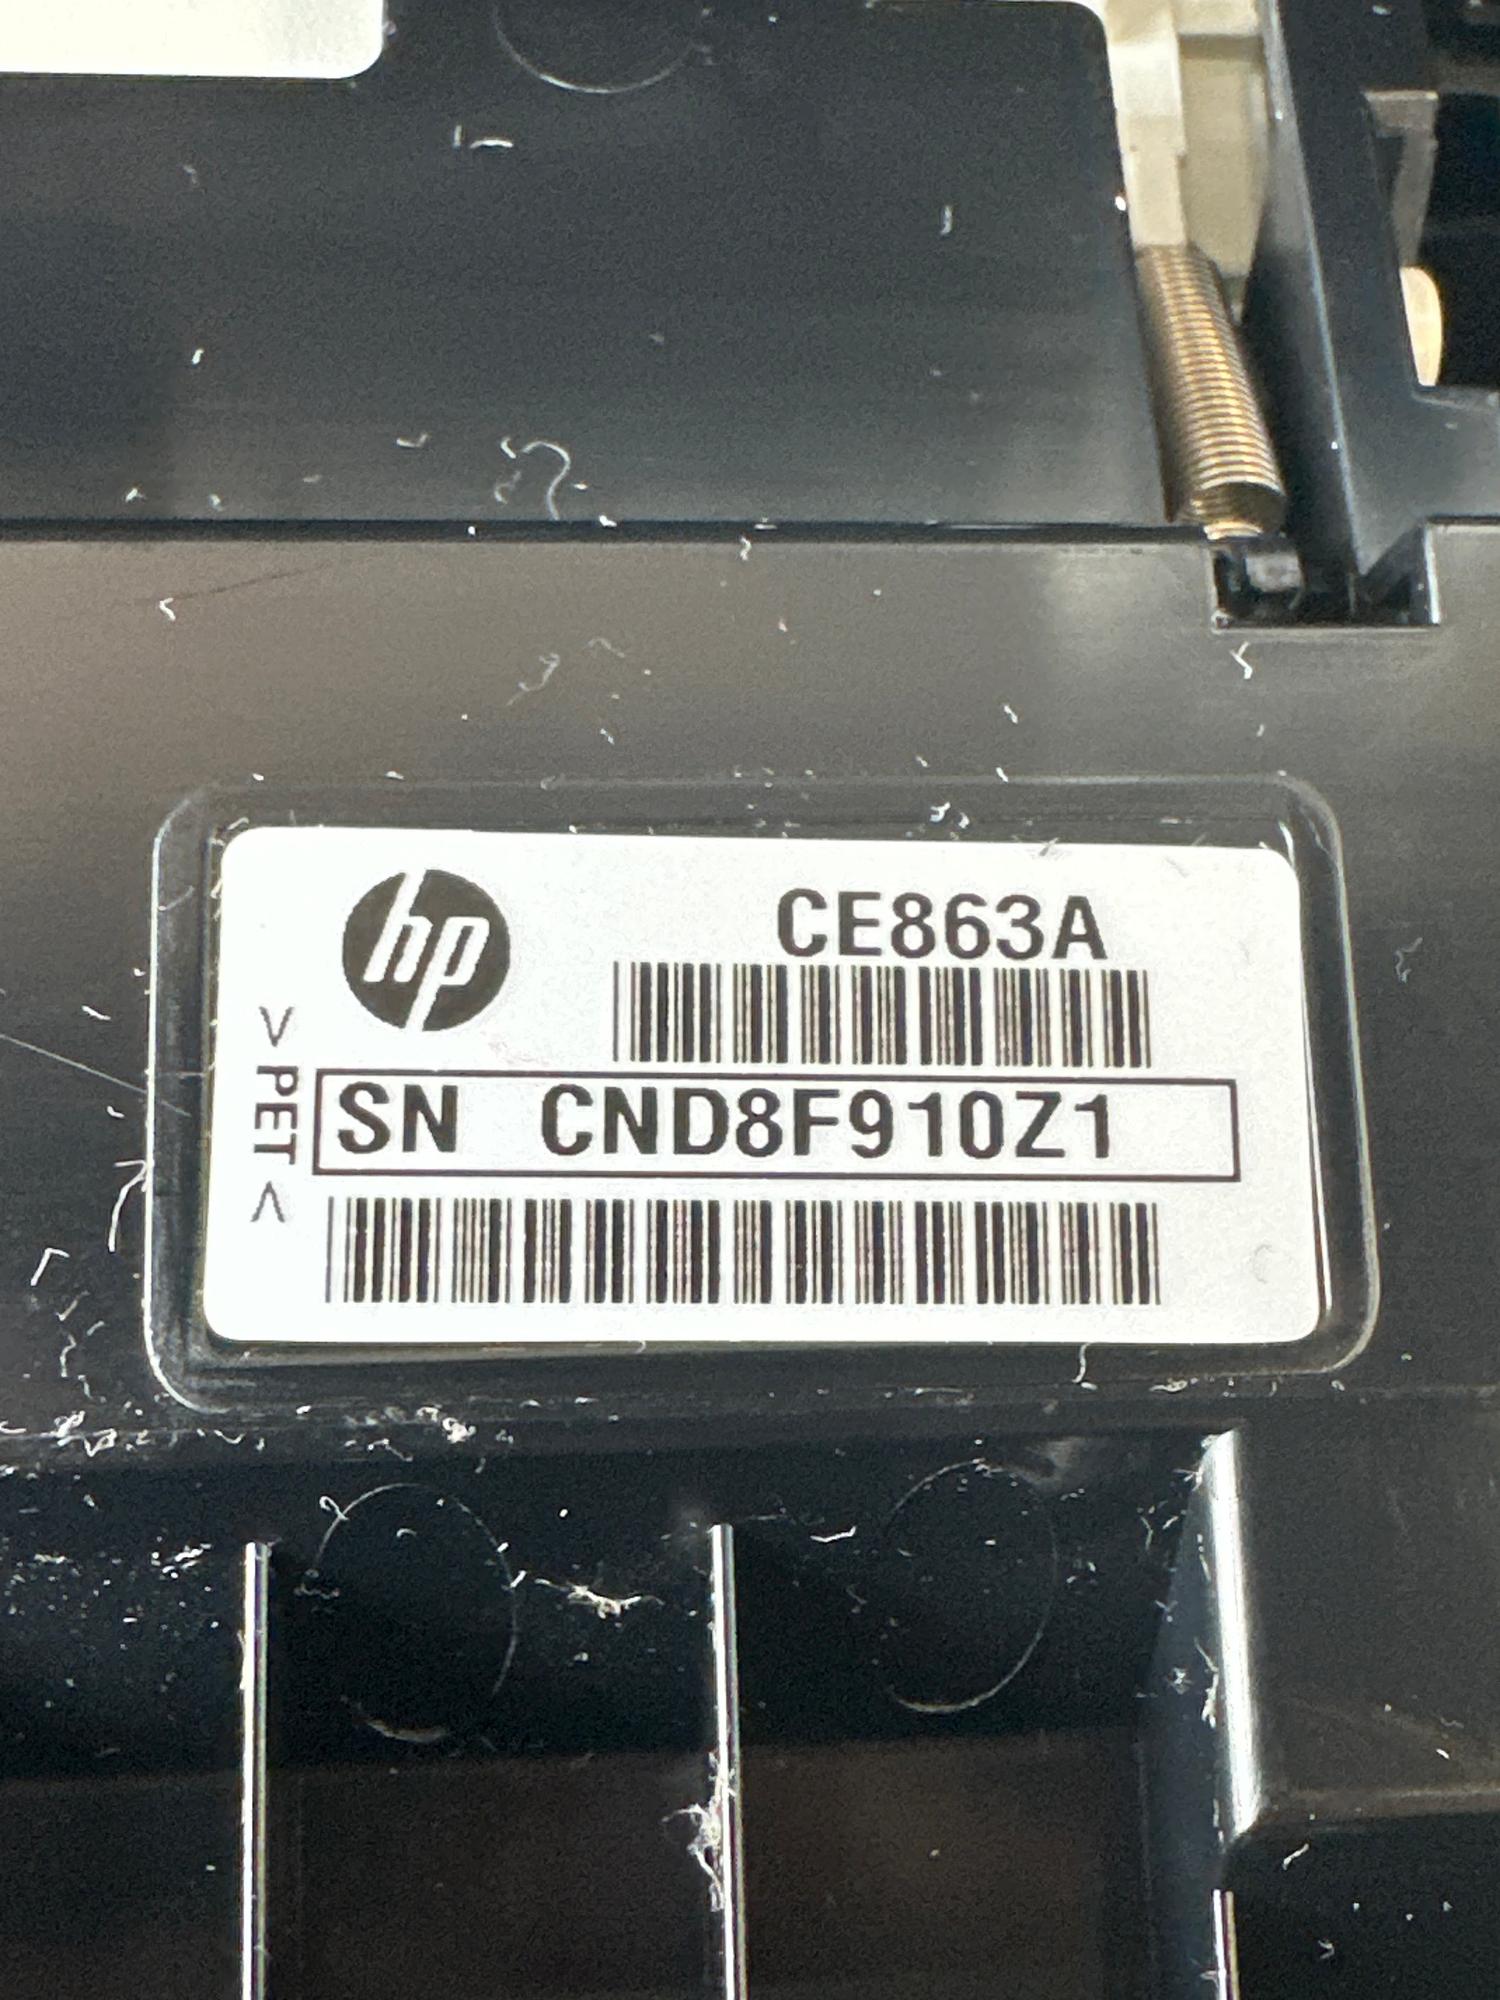 hp
CE863A
SN CND8F910Z1
>PET<